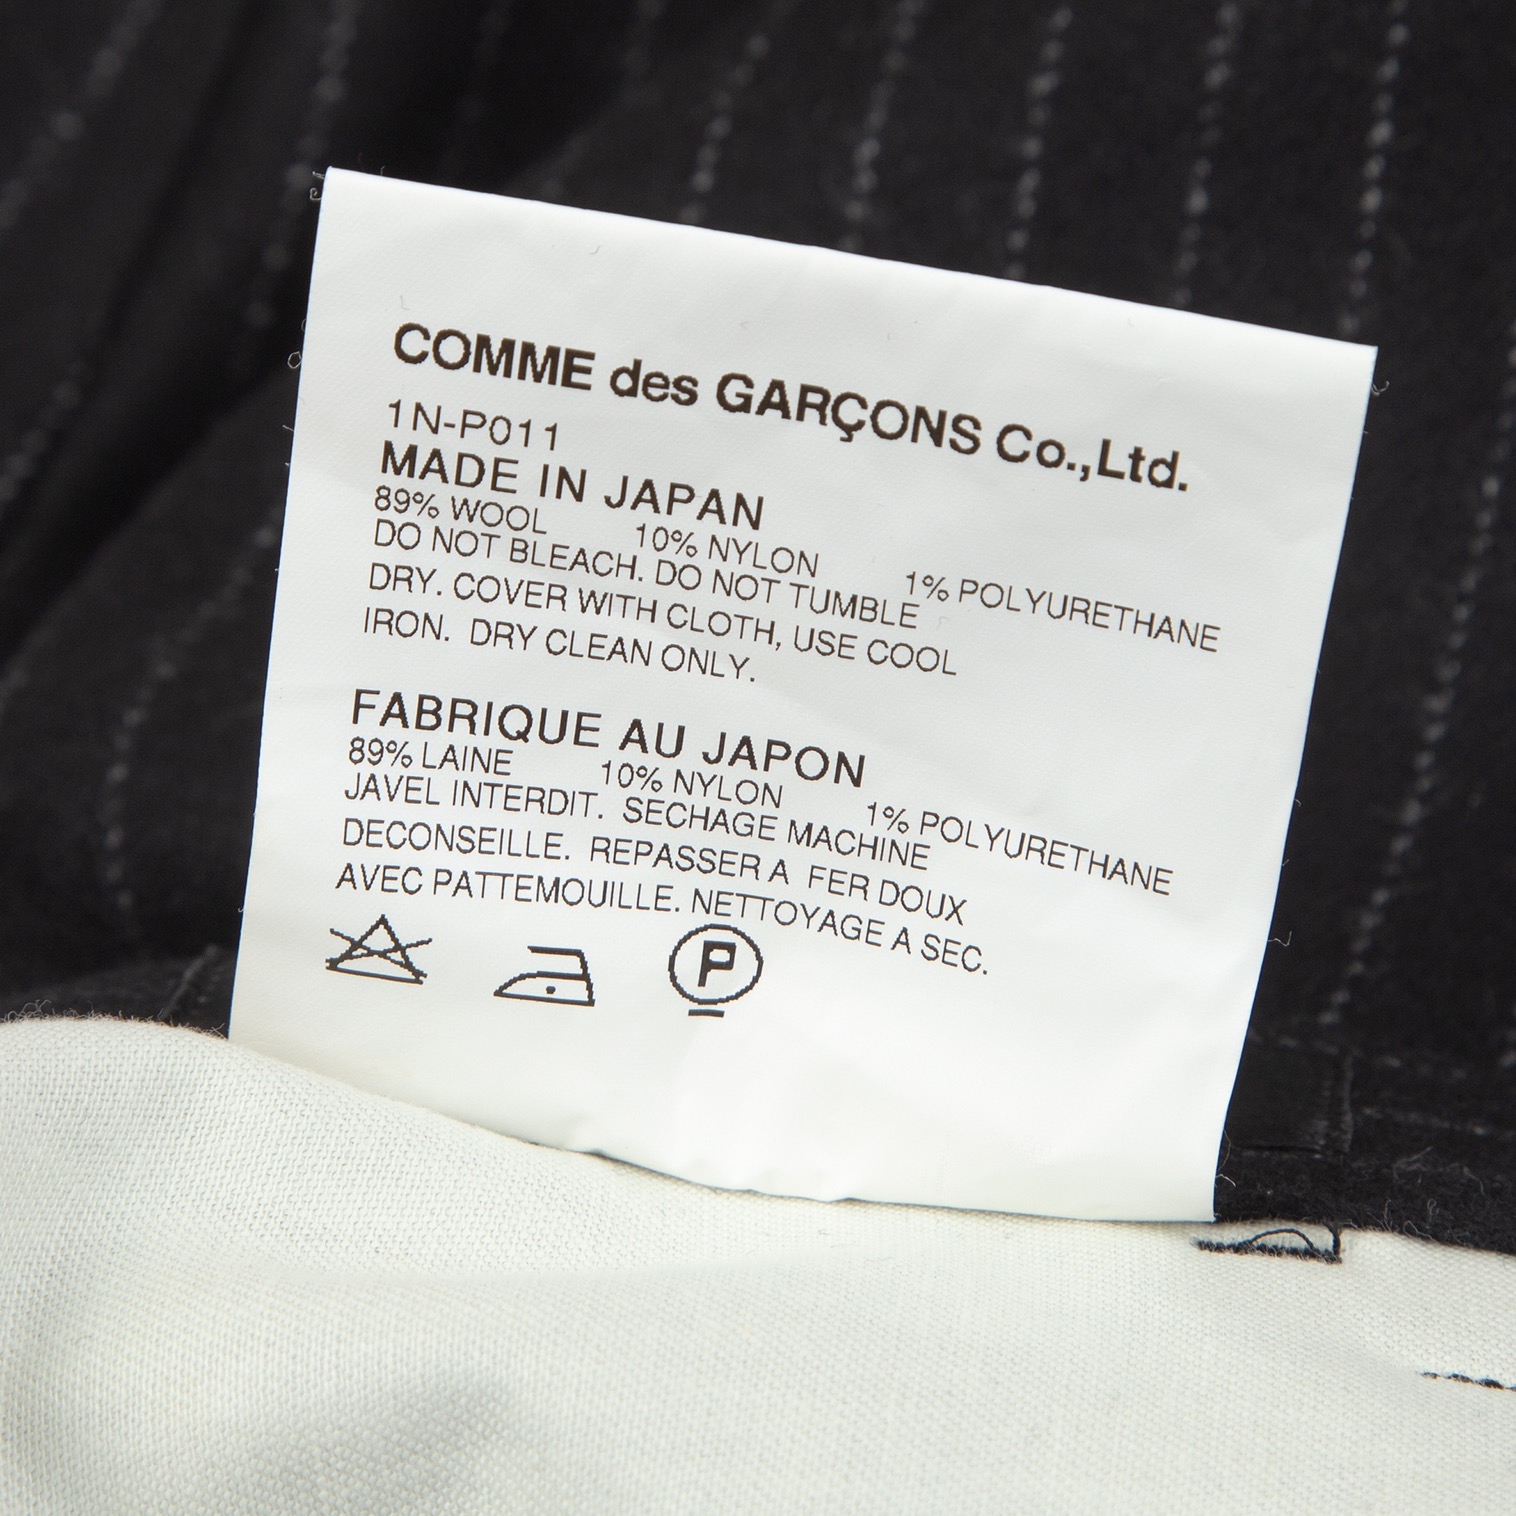 COMME des GARÇONS Co.,Ltd.
1N-P011
MADE IN JAPAN
89% WOOL 10% NYLON 1% POLYURETHANE
DO NOT BLEACH. DO NOT TUMBLE
DRY. COVER WITH CLOTH, USE COOL
IRON. DRY CLEAN ONLY.
FABRIQUE AU JAPON
89% LAINE 10% NYLON 1% POLYURETHANE
JAVEL INTERDIT. SECHAGE MACHINE
DECONSEILLE. REPASSER A FER DOUX
AVEC PATTEMOUILLE. NETTOYAGE A SEC.
P